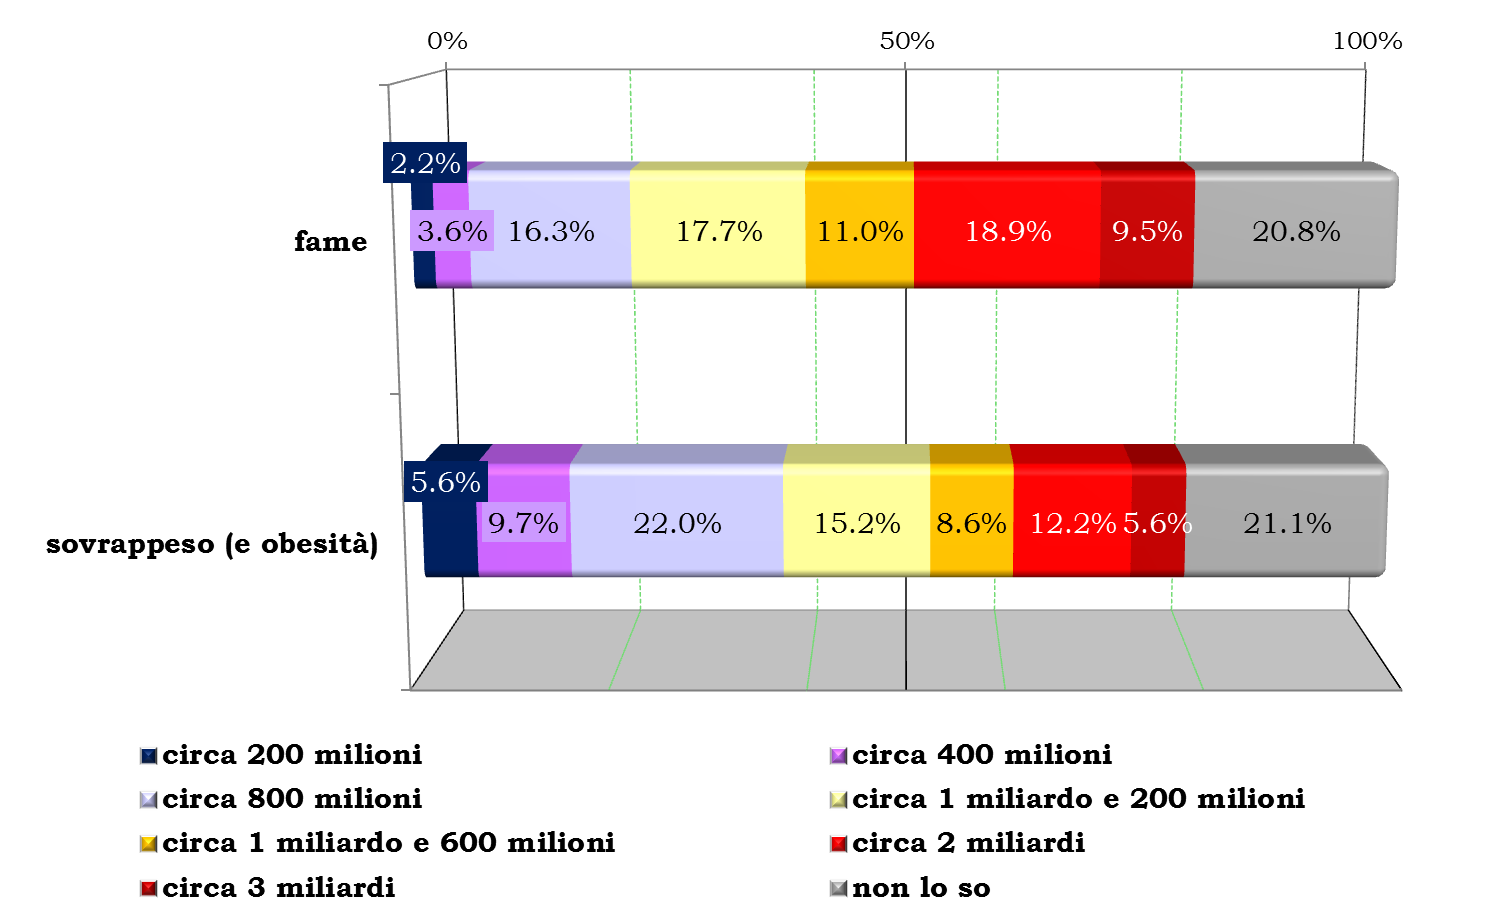 0% 50% 100%
2.2%
fame 3.6% 16.3% 17.7% 11.0% 18.9% 9.5% 20.8%
5.6%
sovrappeso (e obesità) 9.7% 22.0% 15.2% 8.6% 12.2% 5.6% 21.1%
circa 200 milioni circa 400 milioni
circa 800 milioni circa 1 miliardo e 200 milioni
circa 1 miliardo e 600 milioni circa 2 miliardi
circa 3 miliardi non lo so